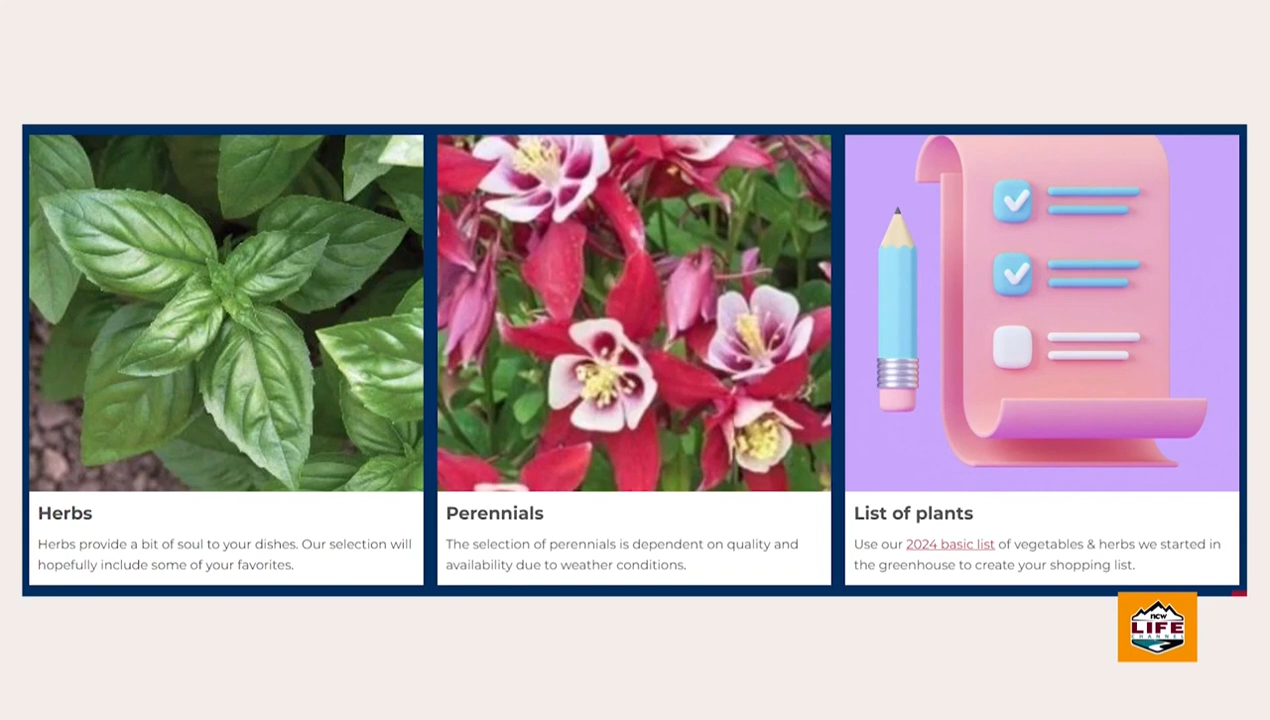 Herbs
Herbs provide a bit of soul to your dishes. Our selection will
hopefully include some of your favorites.
Perennials
The selection of perennials is dependent on quality and
availability due to weather conditions.
List of plants
Use our 2024 basic list of vegetables & herbs we started in
the greenhouse to create your shopping list.
ncw
LIFE
CHANNEL